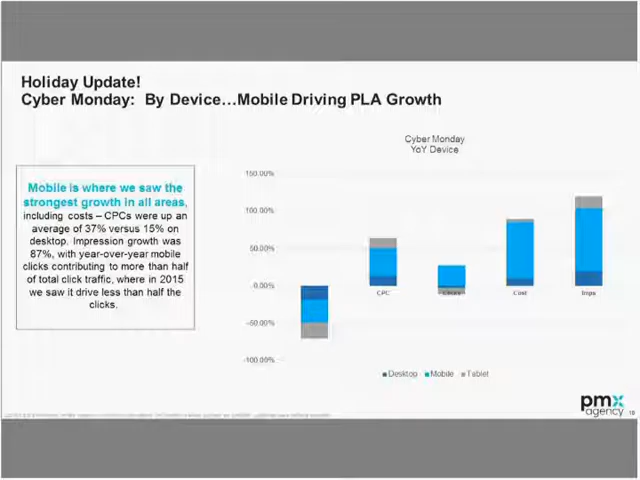 Holiday Update!
Cyber Monday: By Device…Mobile Driving PLA Growth
Cyber Monday
YoY Device
Mobile is where we saw the
strongest growth in all areas,
including costs – CPCs were up an
average of 37% versus 15% on
desktop. Impression growth was
87%, with year-over-year mobile
clicks contributing to more than half
of total click traffic, where in 2015
we saw it drive less than half the
clicks.
150.00%
100.00%
50.00%
0.00%
-50.00%
-100.00%
CPC
Clicks
Cost
Imps
Desktop Mobile Tablet
pmx
agency